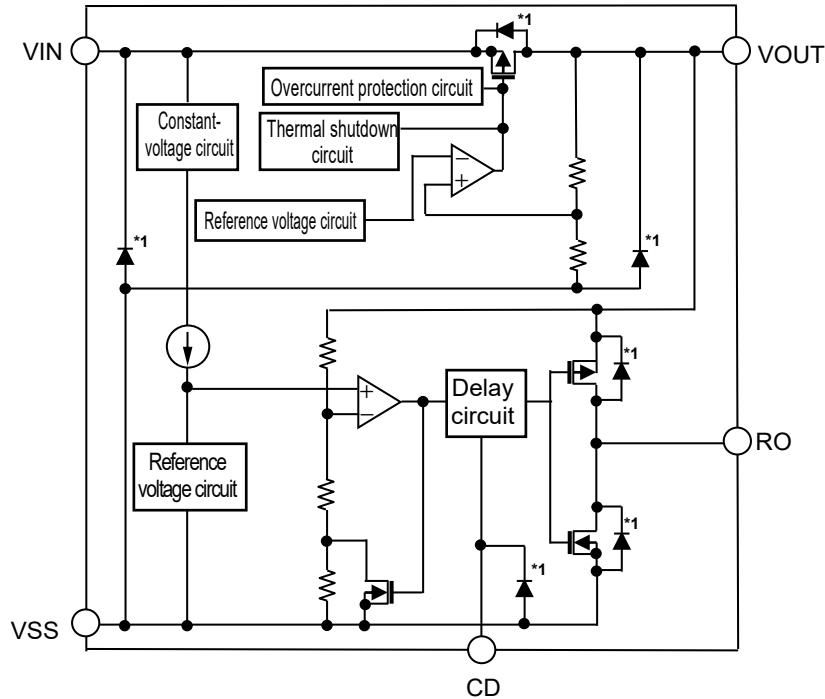 *1
VIN
VOUT
Overcurrent protection circuit
Constant-
voltage circuit
Thermal shutdown
circuit
−
+
Reference voltage circuit
*1
*1
*1
+
−
Delay
circuit
RO
Reference
voltage circuit
*1
*1
VSS
CD